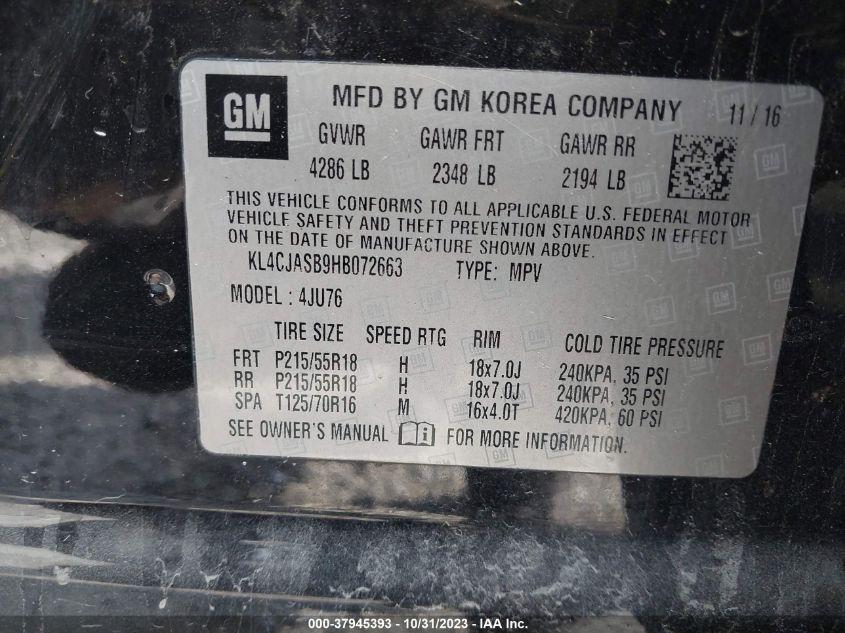 GM MFD BY GM KOREA COMPANY 11/16
GVWR GAWR FRT GAWR RR
4286 LB 2348 LB 2194 LB
THIS VEHICLE CONFORMS TO ALL APPLICABLE U.S. FEDERAL MOTOR
VEHICLE SAFETY AND THEFT PREVENTION STANDARDS IN EFFECT
ON THE DATE OF MANUFACTURE SHOWN ABOVE.
KL4CJASB9HB072663 TYPE: MPV
MODEL: 4JU76
TIRE SIZE SPEED RTG RIM COLD TIRE PRESSURE
FRT P215/55R18 H 18x7.0J 240KPA, 35 PSI
RR P215/55R18 H 18x7.0J 240KPA, 35 PSI
SPA T125/70R16 M 16x4.0T 420KPA, 60 PSI
SEE OWNER'S MANUAL FOR MORE INFORMATION.
000-37945393 - 10/31/2023 - IAA Inc.